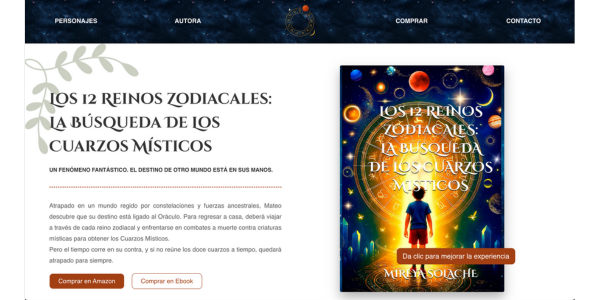 PERSONAJES
AUTORA
COMPRAR
CONTACTO
Los 12 Reinos Zodiacales:
La Búsqueda de los
Cuarzos Místicos
UN FENÓMENO FANTÁSTICO. EL DESTINO DE OTRO MUNDO ESTÁ EN SUS MANOS.
Atrapado en un mundo regido por constelaciones y fuerzas ancestrales, Mateo
descubre que su destino está ligado al Oráculo. Para regresar a casa, deberá viajar
a través de cada reino zodiacal y enfrentarse en combates a muerte contra criaturas
místicas para obtener los Cuarzos Místicos.
Pero el tiempo corre en su contra, y si no reúne los doce cuarzos a tiempo, quedará
atrapado para siempre.
Comprar en Amazon
Comprar en Ebook
LOS 12 REINOS
ZODIACALES:
LA BUSQUEDA
DE LOS CUARZOS
MISTICOS
Da clic para mejorar la experiencia
MIREYA SOLACHE